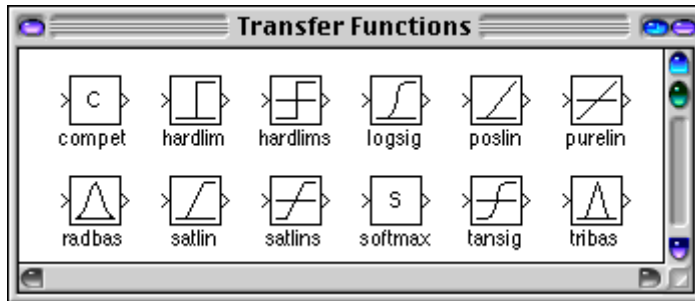 Transfer Functions
C
compet hardlim hardlims logsig poslin purelin
S
radbas satlin satlins softmax tansig tribas